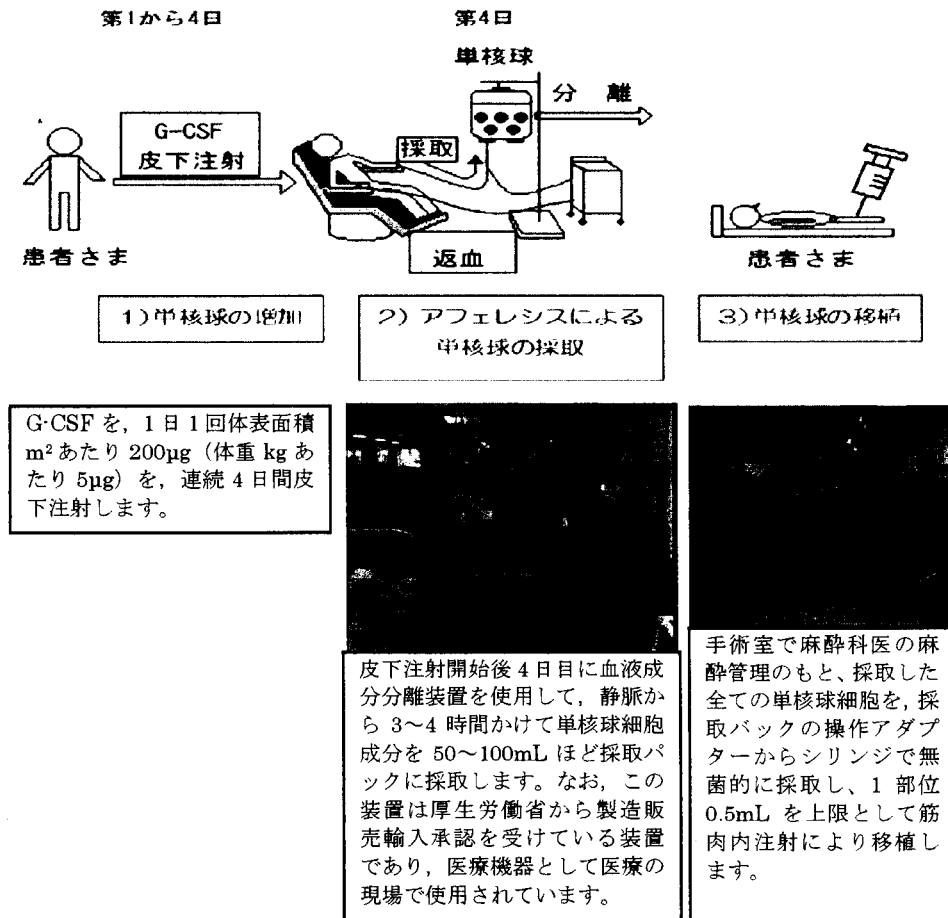 第1から4日
第4日
単核球
分 離
G-CSF
皮下注射
採取
患者さま
返血
患者さま
1)単核球の増加
2) アフェレシスによる
単核球の採取
3)単核球の移植
G-CSF を，1日1回体表面積
m²あたり 200μg（体重 kg あ
たり 5μg）を，連続4日間皮
下注射します。
皮下注射開始後4日目に血液成
分分離装置を使用して，静脈か
ら 3〜4 時間かけて単核球細胞
成分を 50〜100mL ほど採取パ
ックに採取します。なお，この
装置は厚生労働省から製造販
売輸入承認を受けている装置
であり，医療機器として医療の
現場で使用されています。
手術室で麻酔科医の麻
酔管理のもと、採取した
全ての単核球細胞を，採
取バックの操作アダプ
ターからシリンジで無
菌的に採取し、1 部位
0.5mL を上限として筋
肉内注射により移植し
ます。